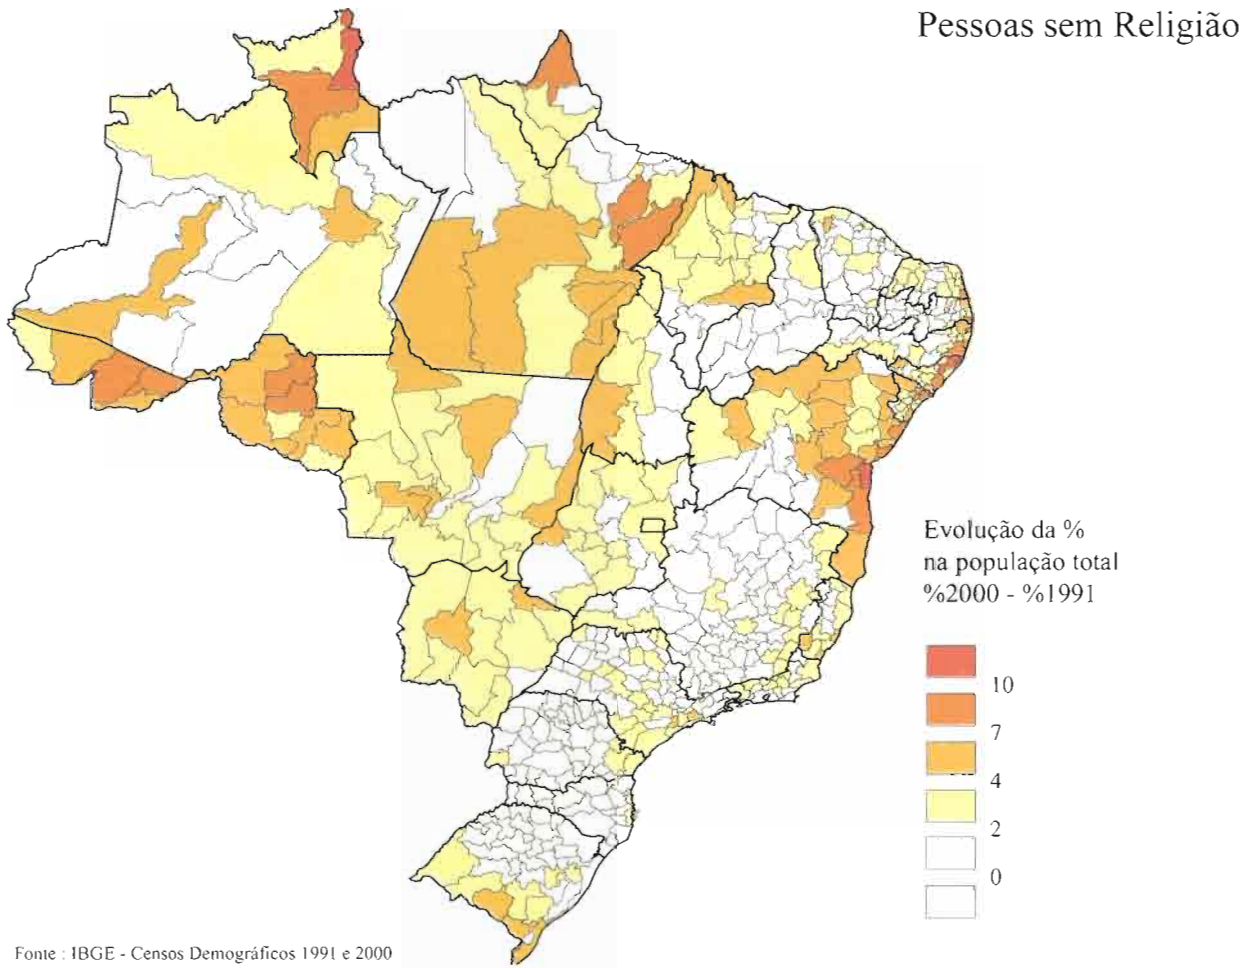 Pessoas sem Religião
Evolução da %
na população total
%2000 - %1991
10
7
4
2
0
Fonte : IBGE - Censos Demográficos 1991 e 2000